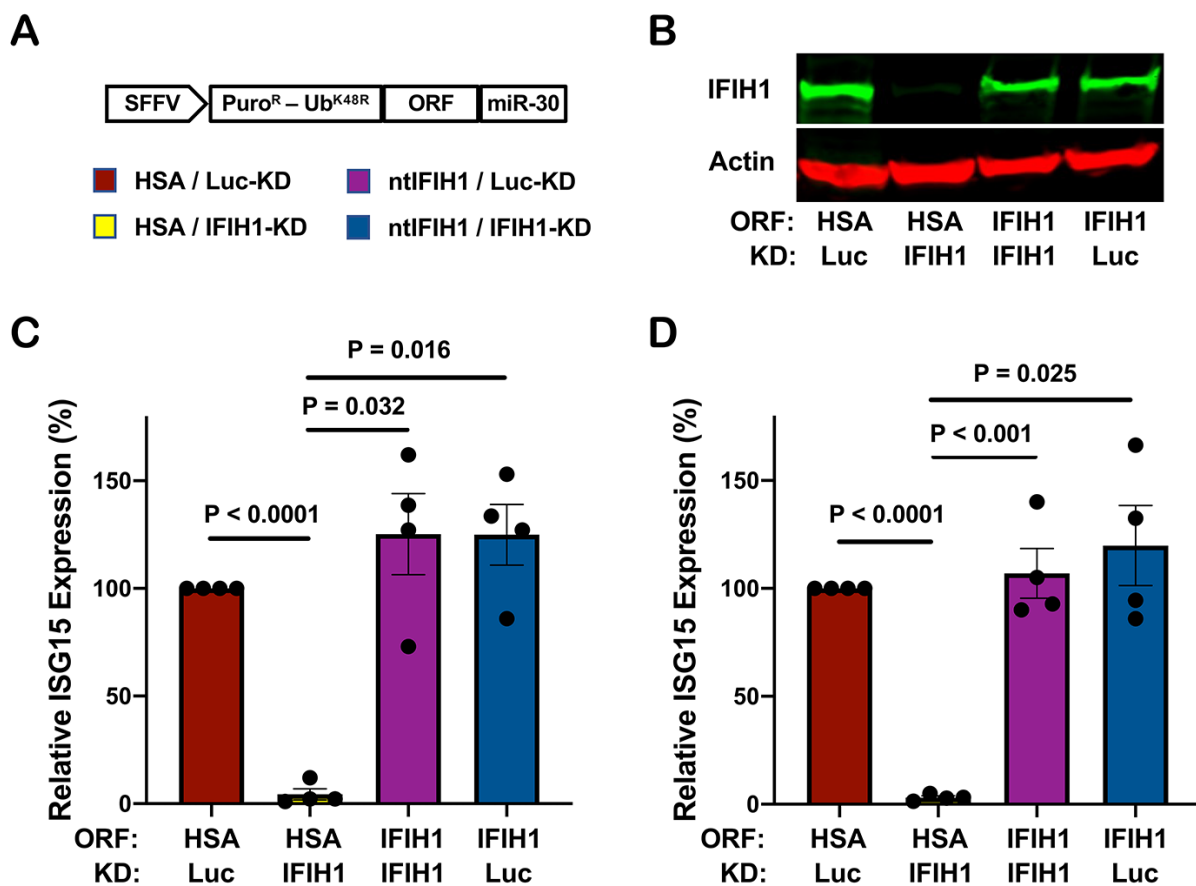 A
SFFV PuroR – UbK48R ORF miR-30
HSA / Luc-KD ntIFIH1 / Luc-KD
HSA / IFIH1-KD ntIFIH1 / IFIH1-KD
B
IFIH1
Actin
ORF: HSA HSA IFIH1 IFIH1
KD: Luc IFIH1 IFIH1 Luc
C
Relative ISG15 Expression (%)
P = 0.016
P = 0.032
P < 0.0001
150
100
50
0
ORF: HSA HSA IFIH1 IFIH1
KD: Luc IFIH1 IFIH1 Luc
D
Relative ISG15 Expression (%)
P = 0.025
P < 0.001
P < 0.0001
150
100
50
0
ORF: HSA HSA IFIH1 IFIH1
KD: Luc IFIH1 IFIH1 Luc